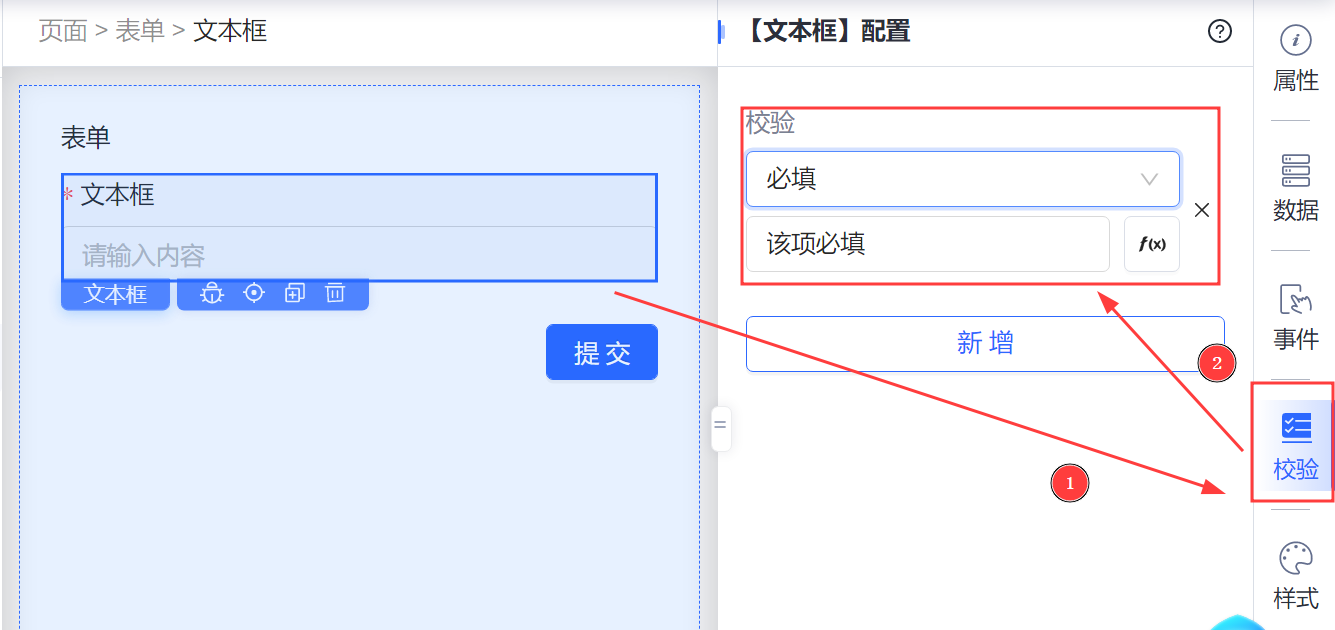 页面 > 表单 > 文本框
表单
* 文本框
请输入内容
文本框
提 交
【文本框】配置
?
校验
必填
该项必填
f(x)
新 增
1
2
i
属性
数据
事件
校验
样式